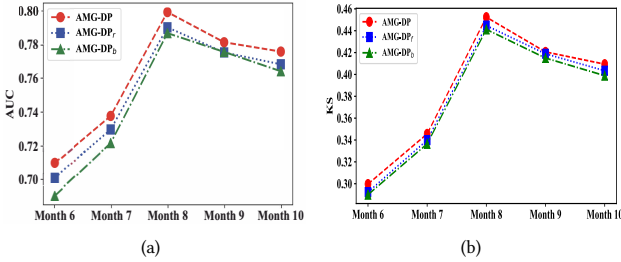 0.80
0.78
0.76
0.74
0.72
0.70
AUC
AMG-DP
AMG-DPr
AMG-DPb
Month 6 Month 7 Month 8 Month 9 Month 10
(a)
0.46
0.44
0.42
0.40
0.38
0.36
0.34
0.32
0.30
KS
AMG-DP
AMG-DPr
AMG-DPb
Month 6 Month 7 Month 8 Month 9 Month 10
(b)